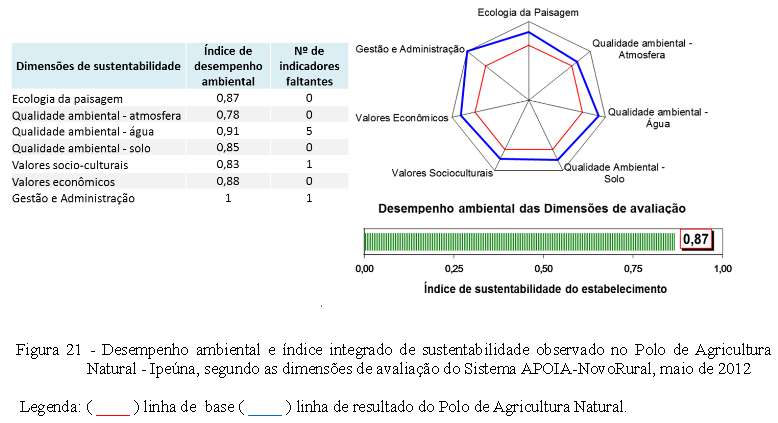 Dimensões de sustentabilidade
Índice de desempenho ambiental
Nº de indicadores faltantes
Ecologia da paisagem 0,87 0
Qualidade ambiental - atmosfera 0,78 0
Qualidade ambiental - água 0,91 5
Qualidade ambiental - solo 0,85 0
Valores socio-culturais 0,83 1
Valores econômicos 0,88 0
Gestão e Administração 1 1
Ecologia da Paisagem
Qualidade ambiental -
Atmosfera
Qualidade ambiental -
Água
Qualidade Ambiental -
Solo
Valores Socioculturais
Valores Econômicos
Gestão e Administração
Desempenho ambiental das Dimensões de avaliação
0,87
0,00 0,25 0,50 0,75 1,00
Índice de sustentabilidade do estabelecimento
Figura 21 - Desempenho ambiental e índice integrado de sustentabilidade observado no Polo de Agricultura
Natural - Ipeúna, segundo as dimensões de avaliação do Sistema APOIA-NovoRural, maio de 2012
Legenda: ( ____ ) linha de base ( ____ ) linha de resultado do Polo de Agricultura Natural.